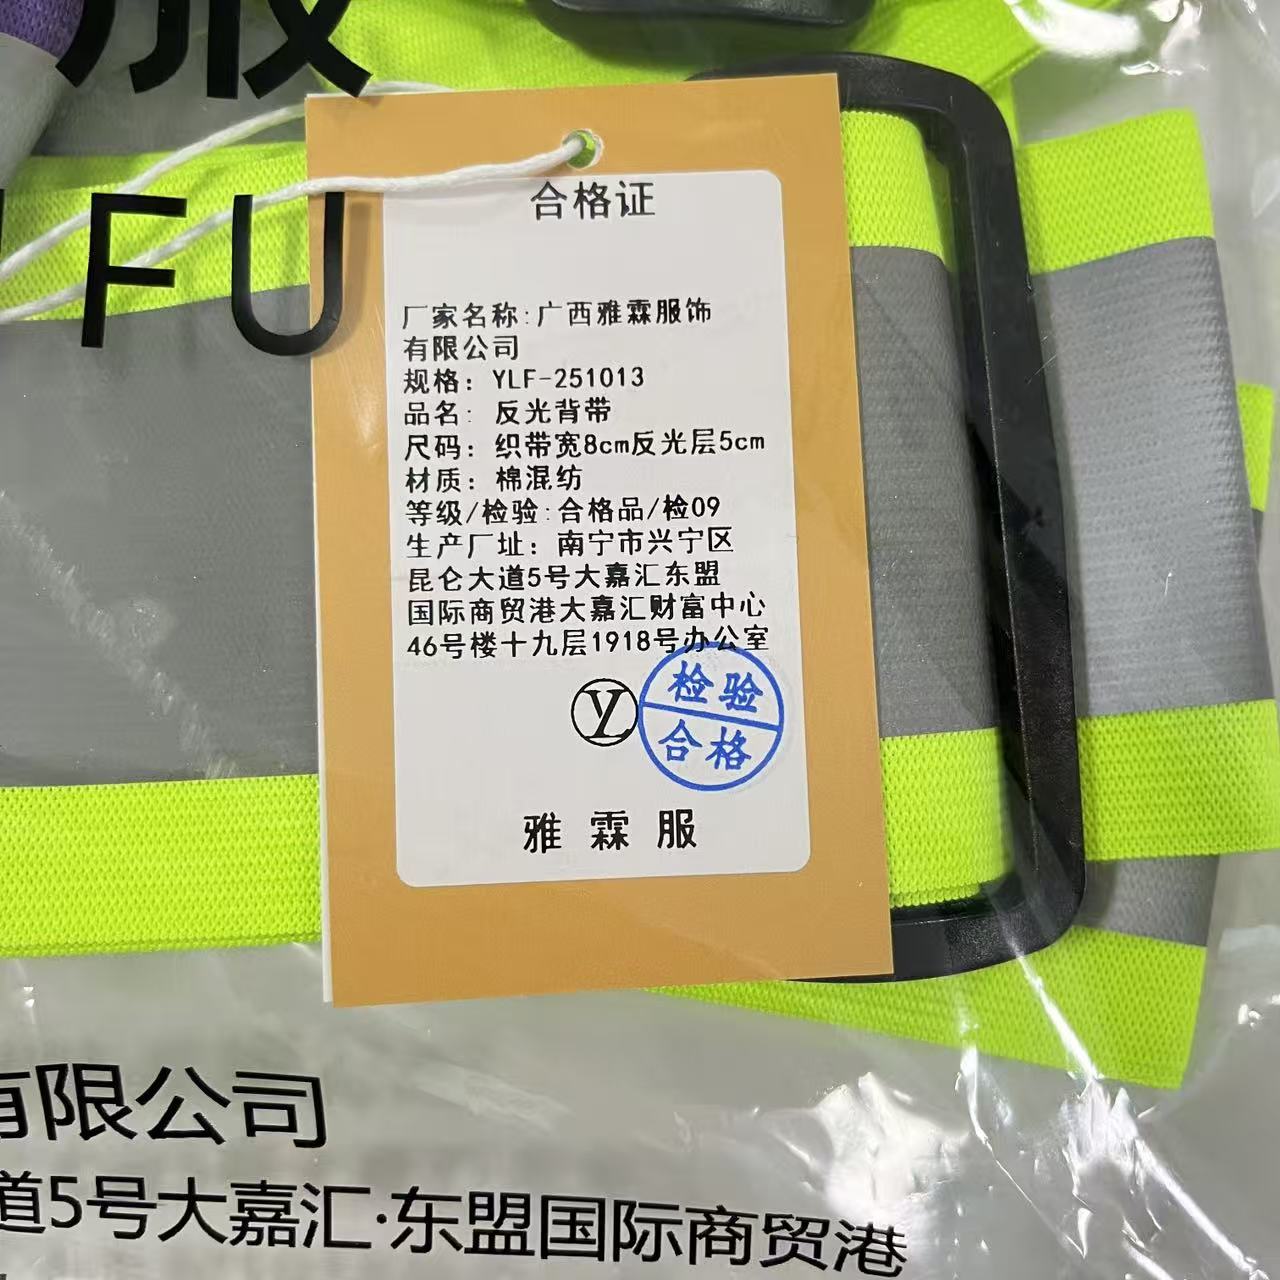 服
FU
合格证
厂家名称:广西雅霖服饰
有限公司
规格: YLF-251013
品名: 反光背带
尺码: 织带宽8cm反光层5cm
材质: 棉混纺
等级/检验:合格品/检09
生产厂址: 南宁市兴宁区
昆仑大道5号大嘉汇东盟
国际商贸港大嘉汇财富中心
46号楼十九层1918号办公室
Y
检验
合格
雅霖服
有限公司
道5号大嘉汇·东盟国际商贸港